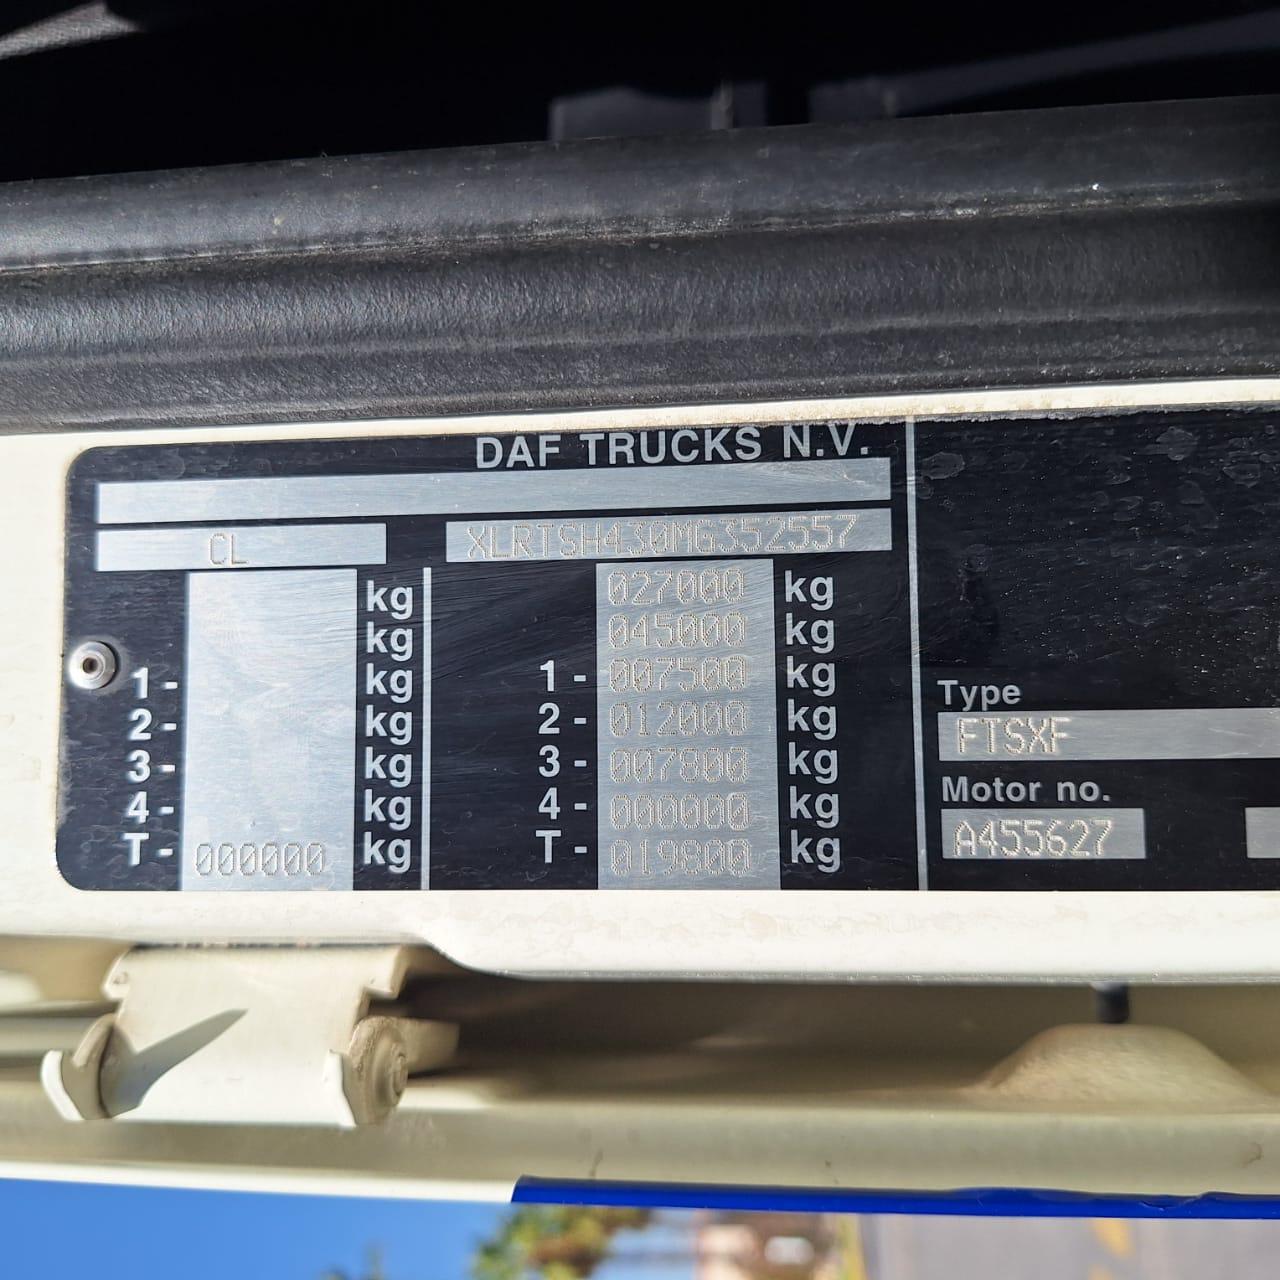 DAF TRUCKS N.V.
CL XLRTSH430MG352557
kg 027000 kg
kg 045000 kg
1- kg 1- 007500 kg
2- kg 2- 012000 kg
3- kg 3- 007800 kg
4- kg 4- 000000 kg
T- 000000 kg T- 019800 kg
Type
FTSXF
Motor no.
A455627